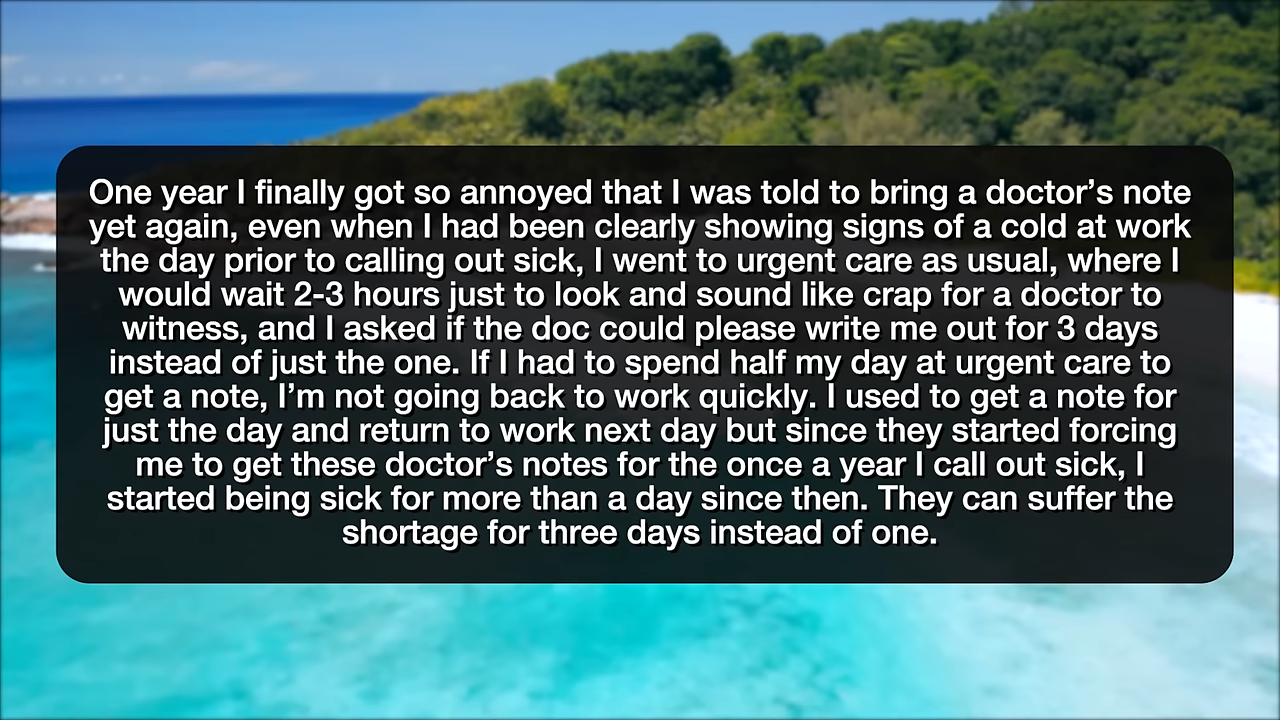 One year I finally got so annoyed that I was told to bring a doctor’s note
yet again, even when I had been clearly showing signs of a cold at work
the day prior to calling out sick, I went to urgent care as usual, where I
would wait 2-3 hours just to look and sound like crap for a doctor to
witness, and I asked if the doc could please write me out for 3 days
instead of just the one. If I had to spend half my day at urgent care to
get a note, I’m not going back to work quickly. I used to get a note for
just the day and return to work next day but since they started forcing
me to get these doctor’s notes for the once a year I call out sick, I
started being sick for more than a day since then. They can suffer the
shortage for three days instead of one.